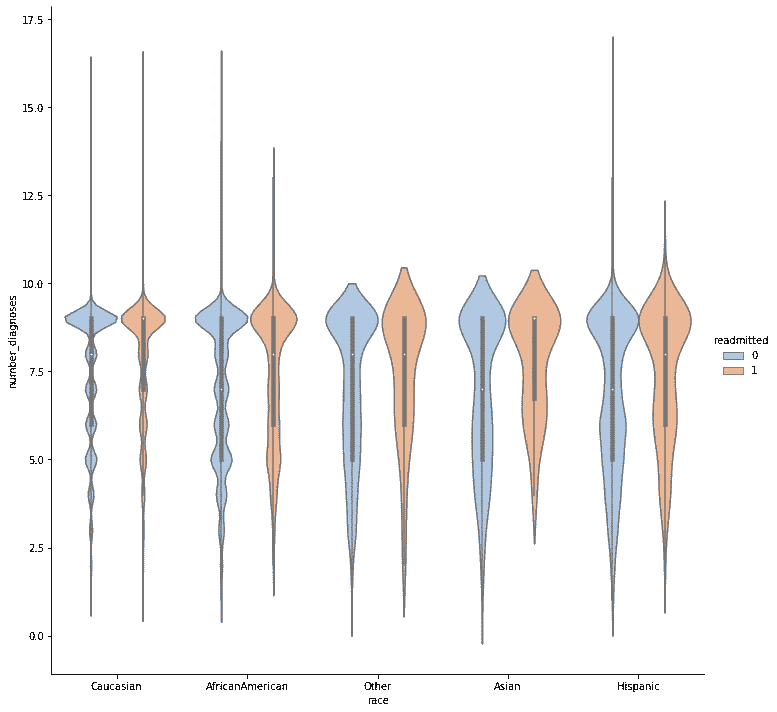 17.5
15.0
12.5
10.0
7.5
5.0
2.5
0.0
number_diagnoses
Caucasian
AfricanAmerican
Other
Asian
Hispanic
race
readmitted
0
1